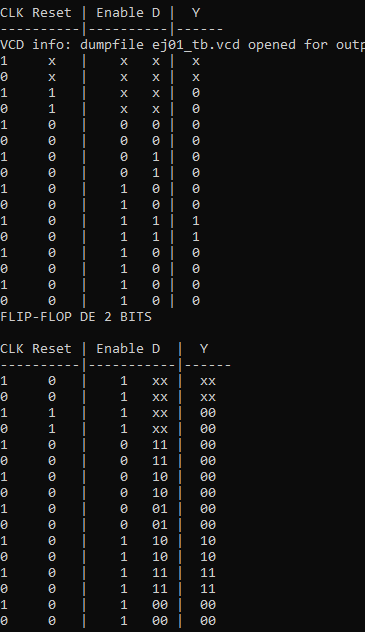 CLK Reset | Enable D |  Y
----------|----------|------
VCD info: dumpfile ej01_tb.vcd opened for outp
1     x   |    x   x |  x
0     x   |    x   x |  x
1     1   |    x   x |  0
0     1   |    x   x |  0
1     0   |    0   0 |  0
0     0   |    0   0 |  0
1     0   |    0   1 |  0
0     0   |    0   1 |  0
1     0   |    1   0 |  0
0     0   |    1   0 |  0
1     0   |    1   1 |  1
0     0   |    1   1 |  1
1     0   |    1   0 |  0
0     0   |    1   0 |  0
1     0   |    1   0 |  0
0     0   |    1   0 |  0
FLIP-FLOP DE 2 BITS
CLK Reset | Enable D  |  Y
----------|-----------|------
1     0   |    1   xx |  xx
0     0   |    1   xx |  xx
1     1   |    1   xx |  00
0     1   |    1   xx |  00
1     0   |    0   11 |  00
0     0   |    0   11 |  00
1     0   |    0   10 |  00
0     0   |    0   10 |  00
1     0   |    0   01 |  00
0     0   |    0   01 |  00
1     0   |    1   10 |  10
0     0   |    1   10 |  10
1     0   |    1   11 |  11
0     0   |    1   11 |  11
1     0   |    1   00 |  00
0     0   |    1   00 |  00